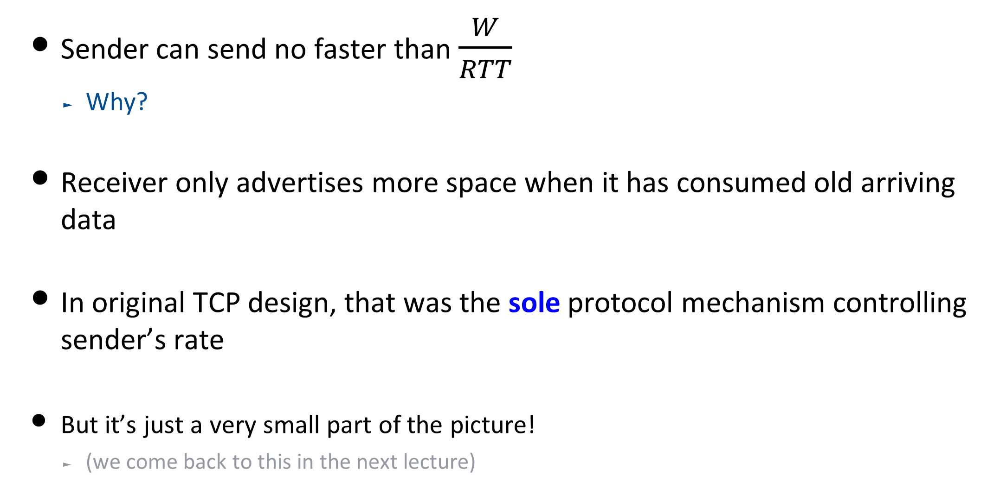 • Sender can send no faster than W/RTT
► Why?
• Receiver only advertises more space when it has consumed old arriving
data
• In original TCP design, that was the sole protocol mechanism controlling
sender’s rate
• But it’s just a very small part of the picture!
► (we come back to this in the next lecture)